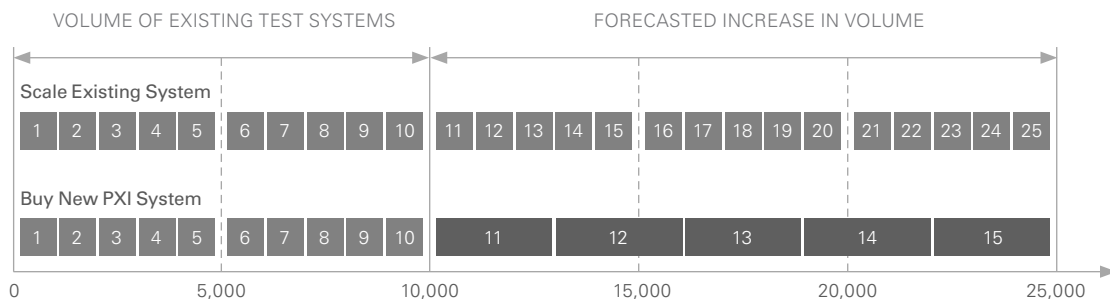 VOLUME OF EXISTING TEST SYSTEMS FORECASTED INCREASE IN VOLUME
Scale Existing System
1 2 3 4 5 6 7 8 9 10 11 12 13 14 15 16 17 18 19 20 21 22 23 24 25
Buy New PXI System
1 2 3 4 5 6 7 8 9 10 11 12 13 14 15
0 5,000 10,000 15,000 20,000 25,000